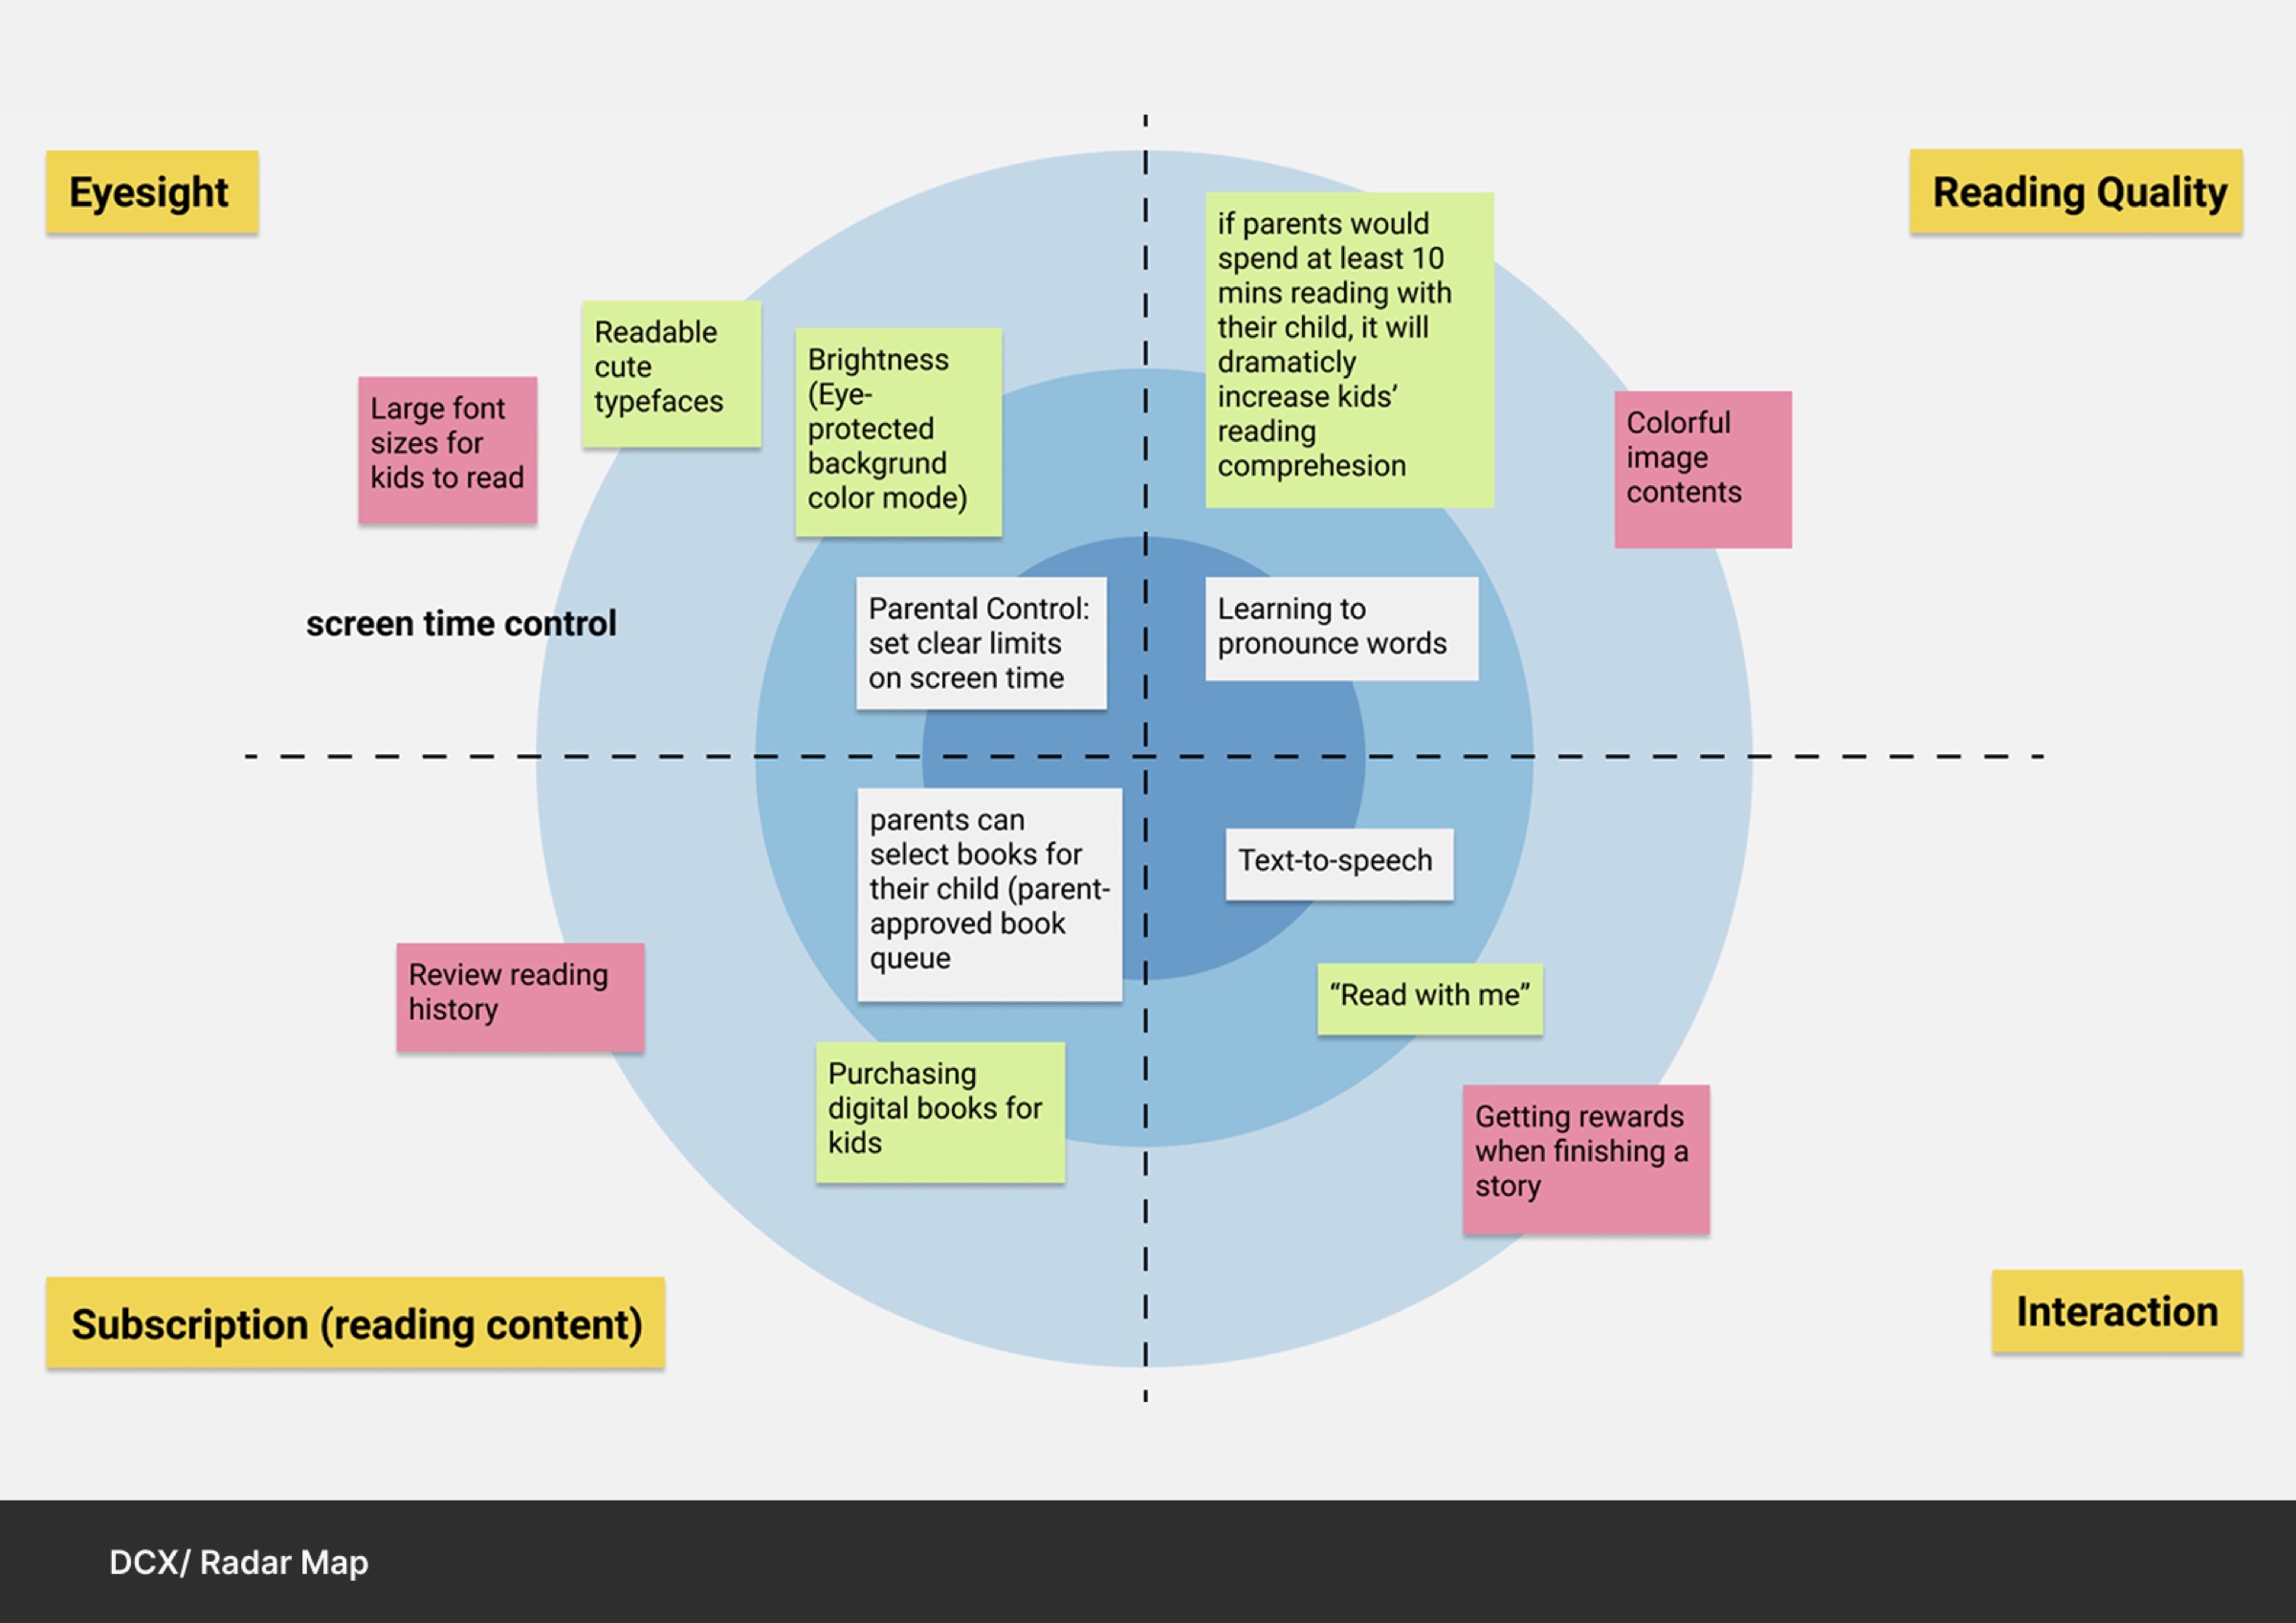 Eyesight
Reading Quality
if parents would
spend at least 10
mins reading with
their child, it will
dramaticly
increase kids’
reading
comprehesion
Readable
cute
typefaces
Brightness
(Eye-
protected
backgrund
color mode)
Large font
sizes for
kids to read
Colorful
image
contents
screen time control
Parental Control:
set clear limits
on screen time
Learning to
pronounce words
parents can
select books for
their child (parent-
approved book
queue
Text-to-speech
Review reading
history
“Read with me”
Purchasing
digital books for
kids
Getting rewards
when finishing a
story
Subscription (reading content)
Interaction
DCX/ Radar Map